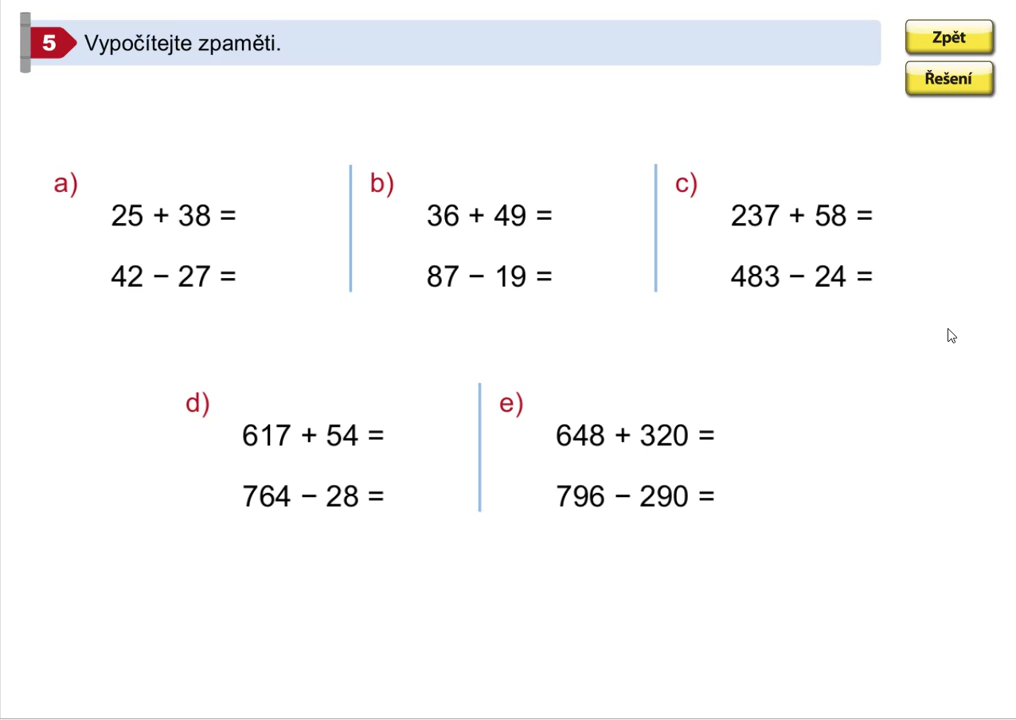 5 Vypočítejte zpaměti.
Zpět
Řešení
a)
25 + 38 =
42 − 27 =
b)
36 + 49 =
87 − 19 =
c)
237 + 58 =
483 − 24 =
d)
617 + 54 =
764 − 28 =
e)
648 + 320 =
796 − 290 =